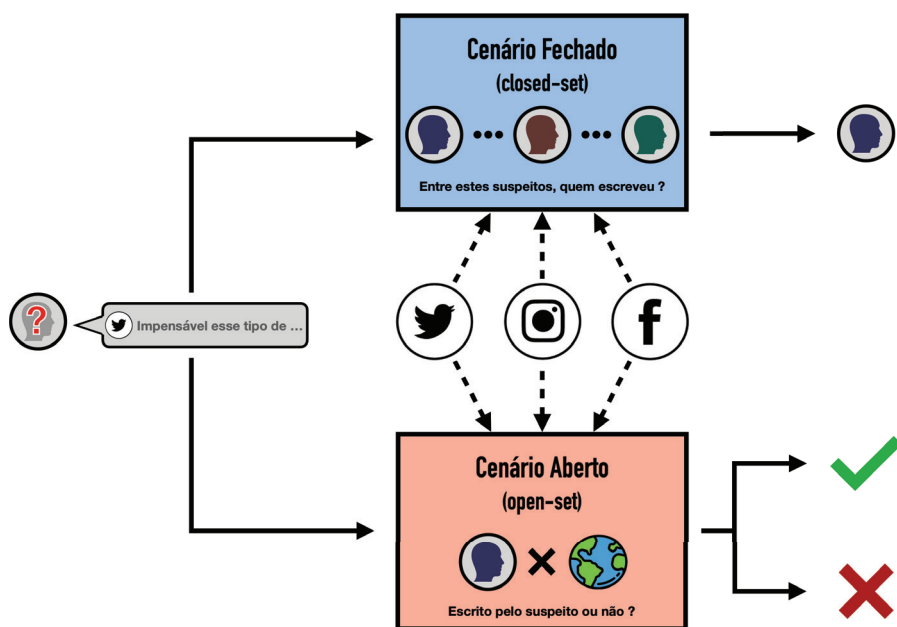 Cenário Fechado
(closed-set)
Entre estes suspeitos, quem escreveu ?
?
Impensável esse tipo de ...
Cenário Aberto
(open-set)
Escrito pelo suspeito ou não ?